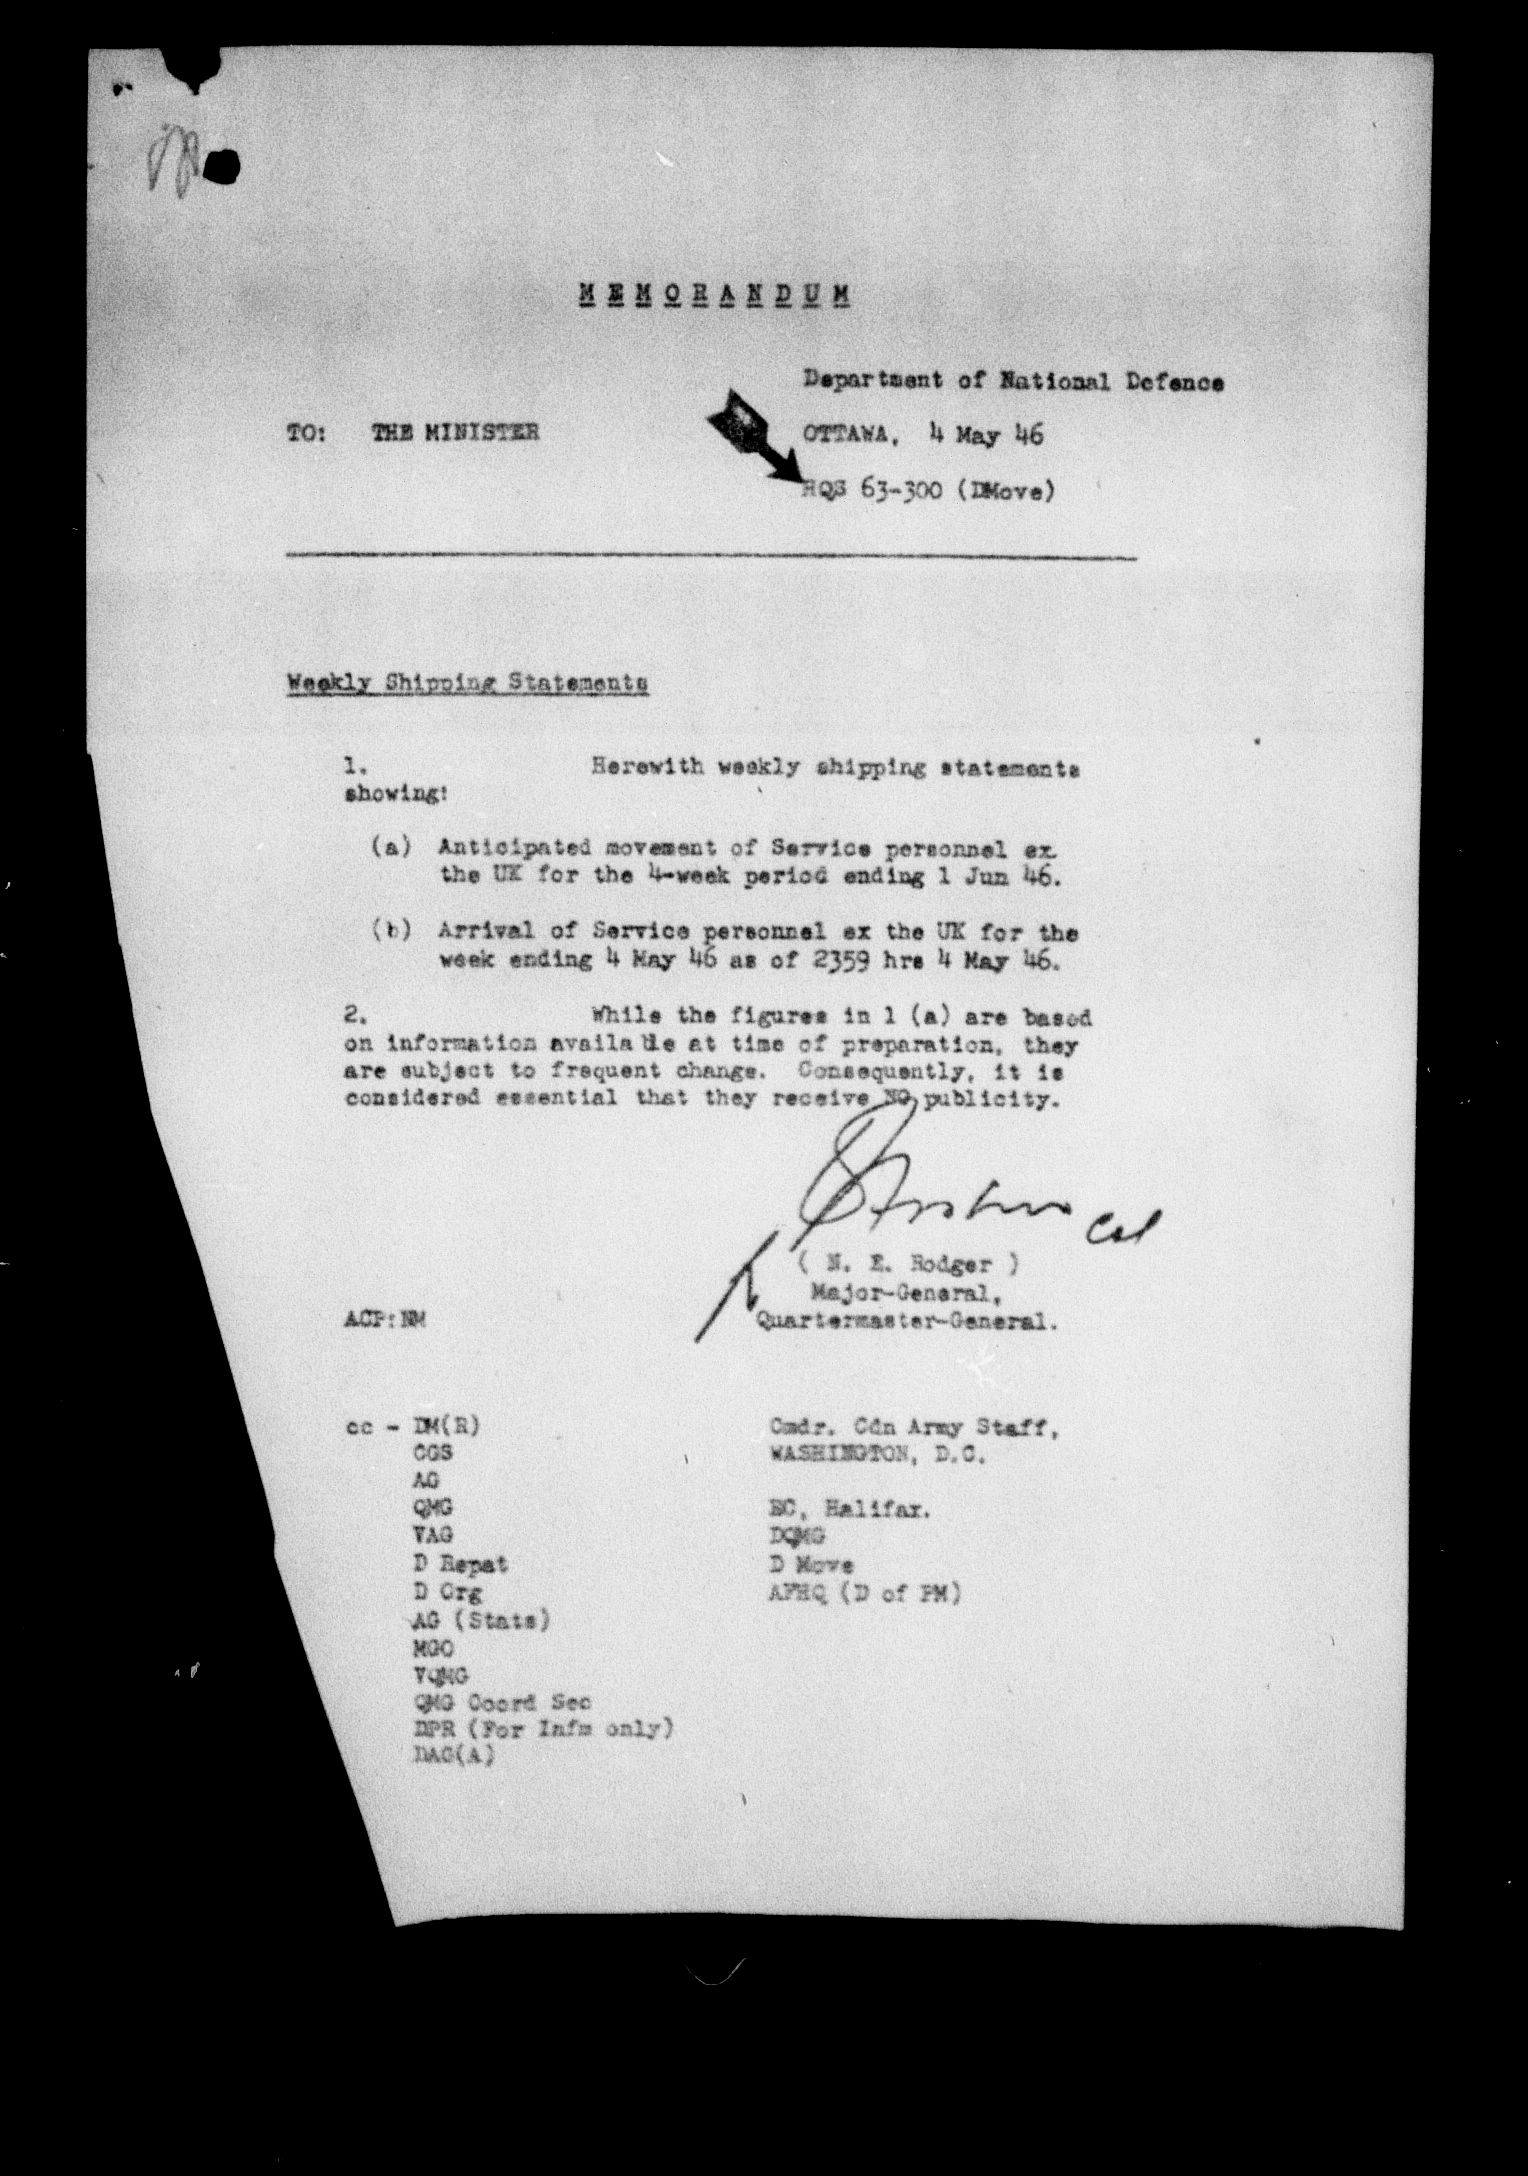 MEMORANDUM
Department of National Defence
TO: THE MINISTER
OTTAWA, 4 May 46
HQS 63-300 (DMove)
Weekly Shipping Statements
1. Herewith weekly shipping statements
showing:
(a) Anticipated movement of Service personnel ex
the UK for the 4-week period ending 1 Jun 46.
(b) Arrival of Service personnel ex the UK for the
week ending 4 May 46 as of 2359 hrs 4 May 46.
2. While the figures in 1 (a) are based
on information available at time of preparation, they
are subject to frequent change. Consequently, it is
considered essential that they receive NO publicity.
Col
( N. E. Rodger )
Major-General,
Quartermaster-General.
ACP:NM
cc - DM(R)
CGS
AG
QMG
VAG
D Repat
D Org
AG (Stats)
MGO
VQMG
QMG Coord Sec
DPR (For Infm only)
DAG(A)
Cmdr. Cdn Army Staff,
WASHINGTON, D.C.
EC, Halifax.
DQMG
D Move
AFHQ (D of PM)